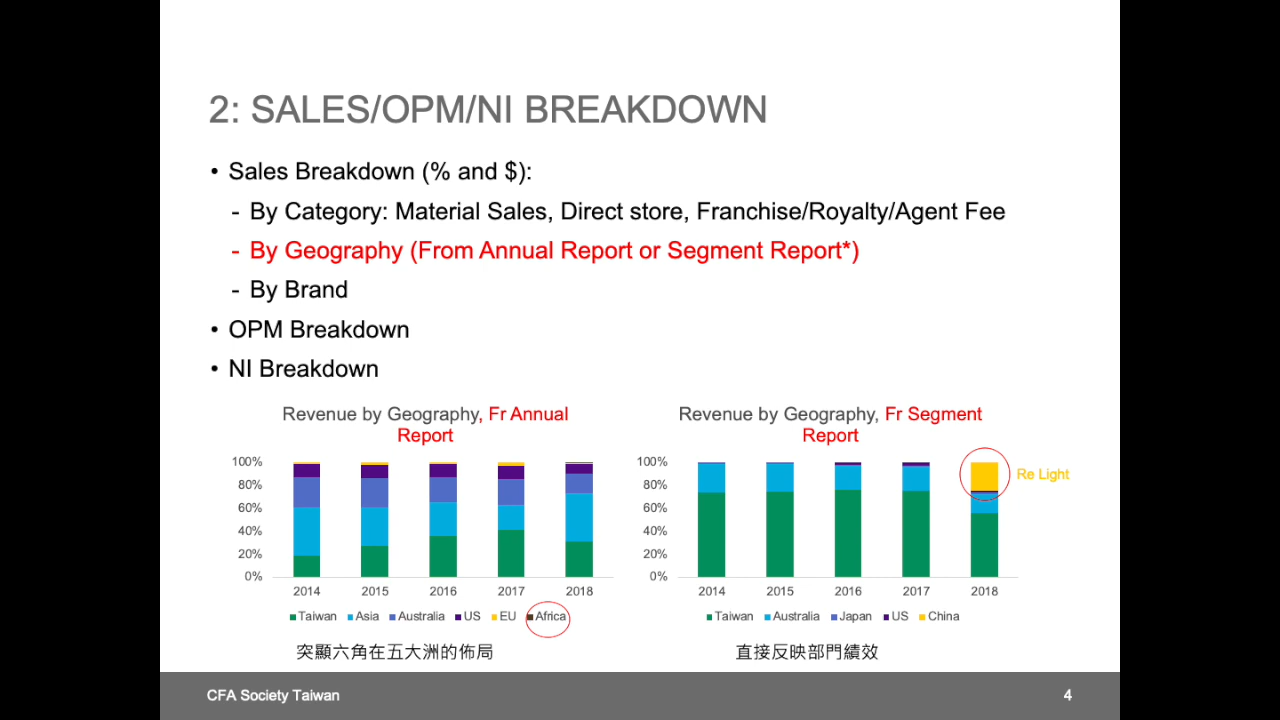 2: SALES/OPM/NI BREAKDOWN
• Sales Breakdown (% and $):
- By Category: Material Sales, Direct store, Franchise/Royalty/Agent Fee
- By Geography (From Annual Report or Segment Report*)
- By Brand
• OPM Breakdown
• NI Breakdown
Revenue by Geography, Fr Annual
Report
100%
80%
60%
40%
20%
0%
2014 2015 2016 2017 2018
Taiwan Asia Australia US EU Africa
突顯六角在五大洲的佈局
Revenue by Geography, Fr Segment
Report
100%
80%
60%
40%
20%
0%
Re Light
2014 2015 2016 2017 2018
Taiwan Australia Japan US China
直接反映部門績效
CFA Society Taiwan
4